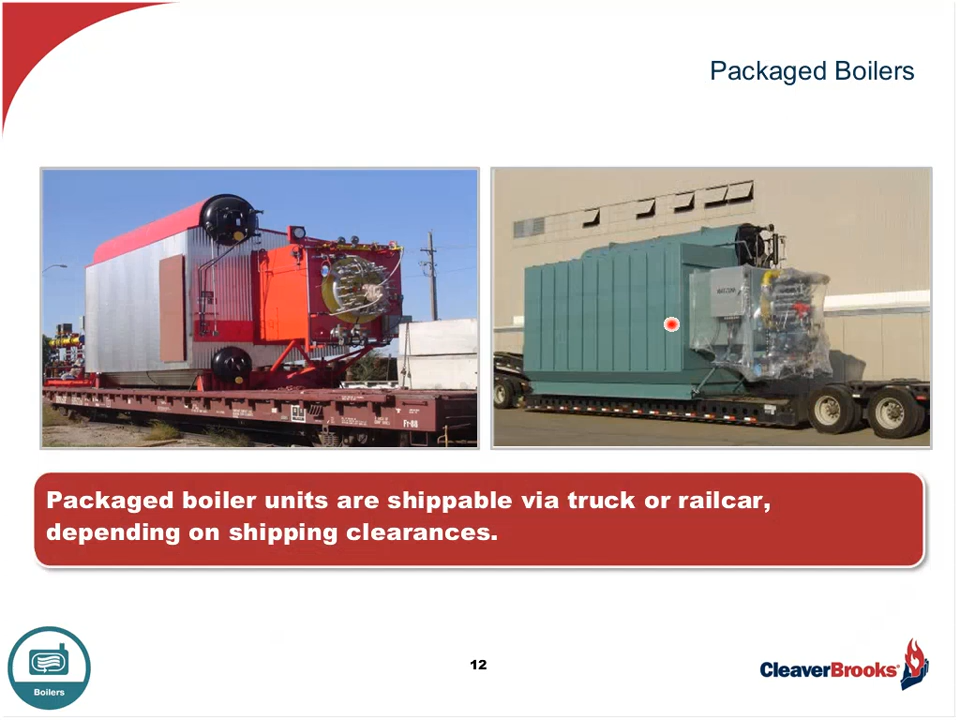 Packaged Boilers
Packaged boiler units are shippable via truck or railcar,
depending on shipping clearances.
Boilers
12
CleaverBrooks